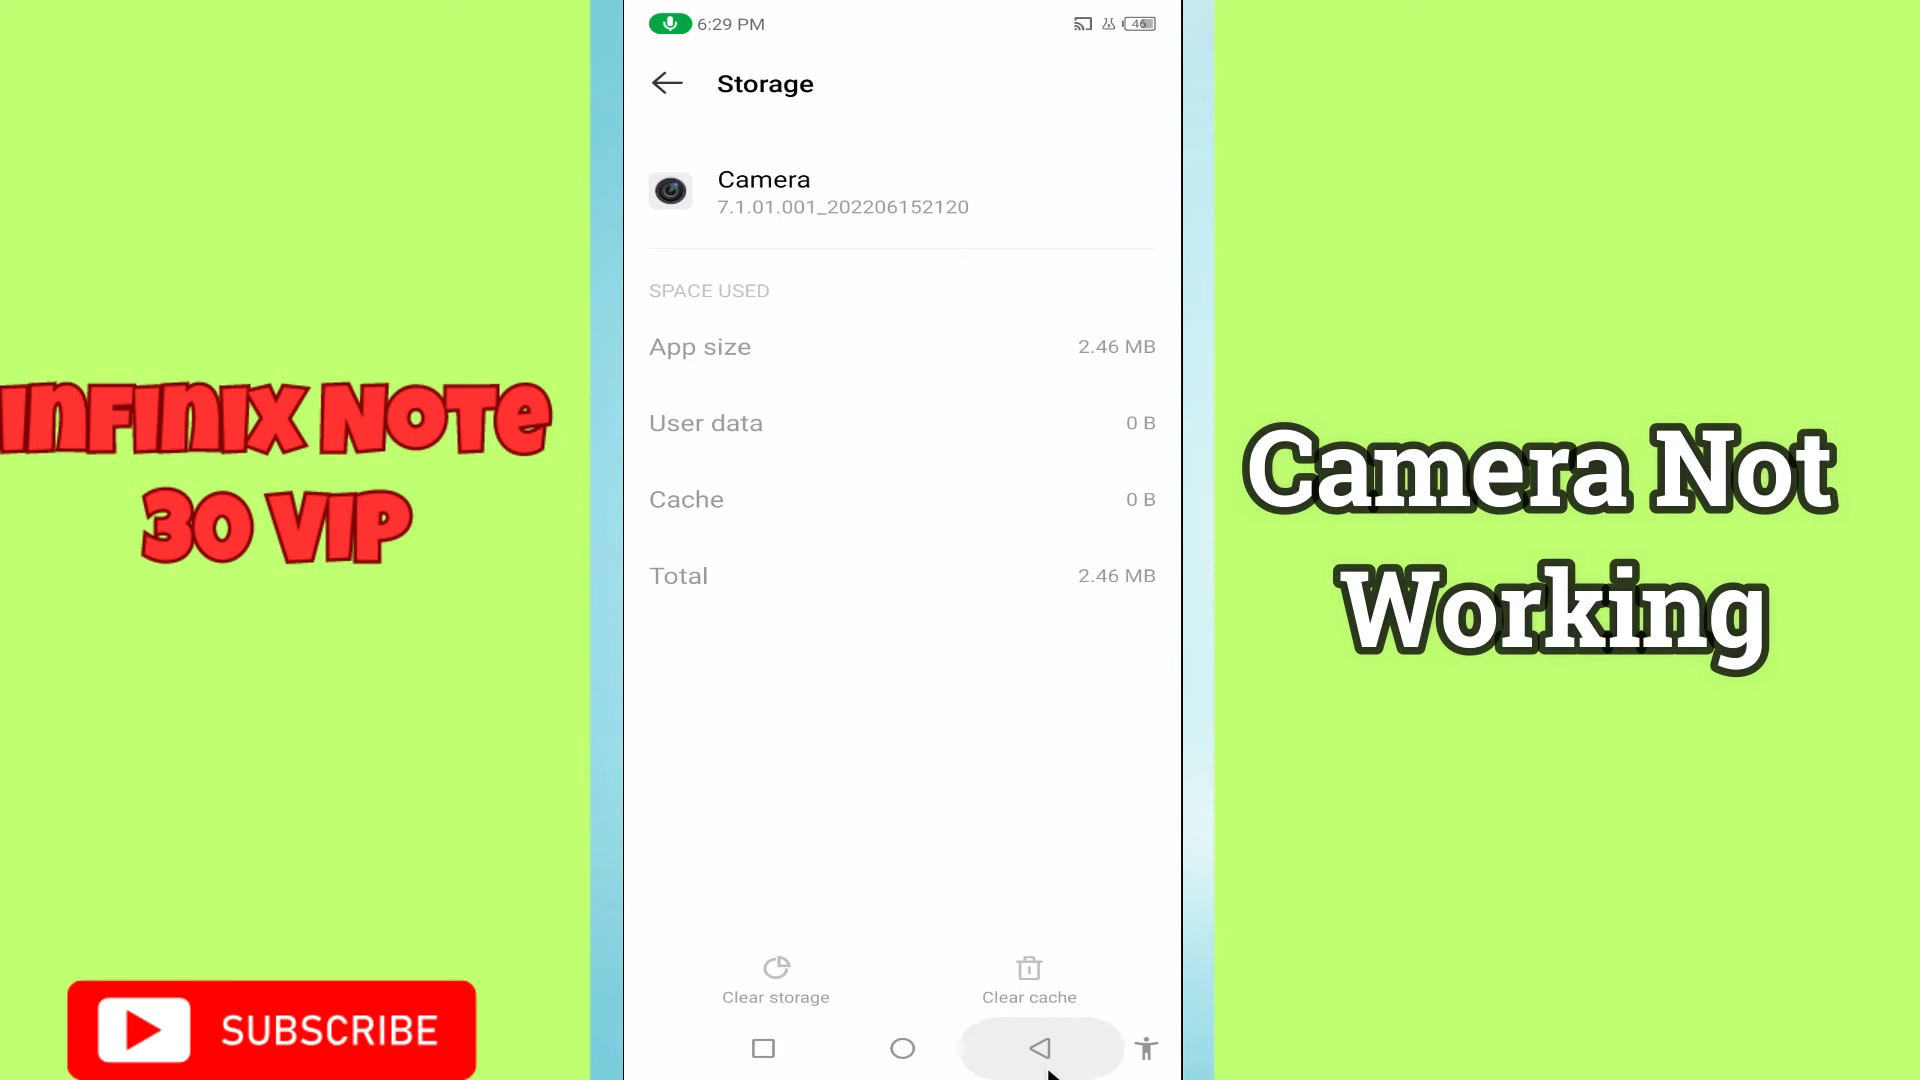 6:29 PM
46
Storage
Camera
7.1.01.001_202206152120
SPACE USED
App size 2.46 MB
User data 0 B
Cache 0 B
Total 2.46 MB
Clear storage Clear cache
INFINIX NOTE
30 VIP
Camera Not
Working
SUBSCRIBE